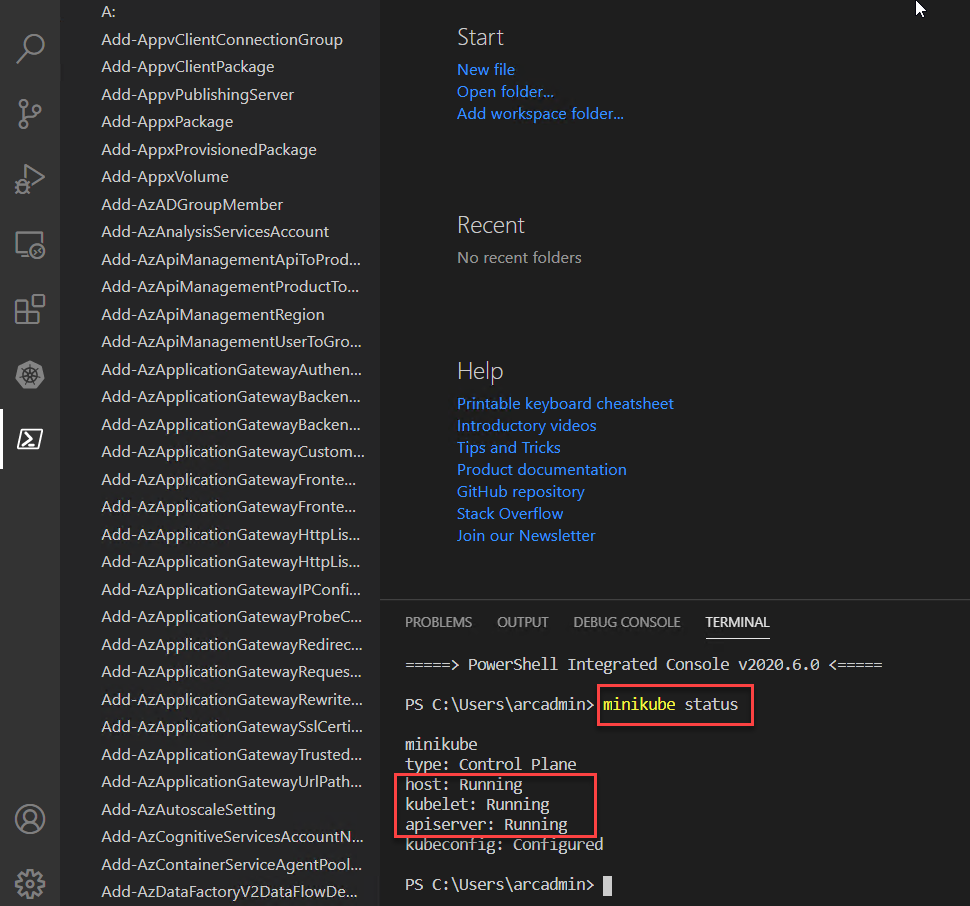 A:
Add-AppvClientConnectionGroup
Add-AppvClientPackage
Add-AppvPublishingServer
Add-AppxPackage
Add-AppxProvisionedPackage
Add-AppxVolume
Add-AzADGroupMember
Add-AzAnalysisServicesAccount
Add-AzApiManagementApiToProd...
Add-AzApiManagementProductTo...
Add-AzApiManagementRegion
Add-AzApiManagementUserToGro...
Add-AzApplicationGatewayAuthen...
Add-AzApplicationGatewayBacken...
Add-AzApplicationGatewayBacken...
Add-AzApplicationGatewayCustom...
Add-AzApplicationGatewayFronte...
Add-AzApplicationGatewayFronte...
Add-AzApplicationGatewayHttpLis...
Add-AzApplicationGatewayHttpLis...
Add-AzApplicationGatewayIPConfi...
Add-AzApplicationGatewayProbeC...
Add-AzApplicationGatewayRedirec...
Add-AzApplicationGatewayReques...
Add-AzApplicationGatewayRewrite...
Add-AzApplicationGatewaySslCerti...
Add-AzApplicationGatewayTrusted...
Add-AzApplicationGatewayUrlPath...
Add-AzAutoscaleSetting
Add-AzCognitiveServicesAccountN...
Add-AzContainerServiceAgentPool...
Add-AzDataFactoryV2DataFlowDe...
Start
New file
Open folder...
Add workspace folder...
Recent
No recent folders
Help
Printable keyboard cheatsheet
Introductory videos
Tips and Tricks
Product documentation
GitHub repository
Stack Overflow
Join our Newsletter
PROBLEMS OUTPUT DEBUG CONSOLE TERMINAL
=====> PowerShell Integrated Console v2020.6.0 <=====
PS C:\Users\arcadmin> minikube status
minikube
type: Control Plane
host: Running
kubelet: Running
apiserver: Running
kubeconfig: Configured
PS C:\Users\arcadmin>